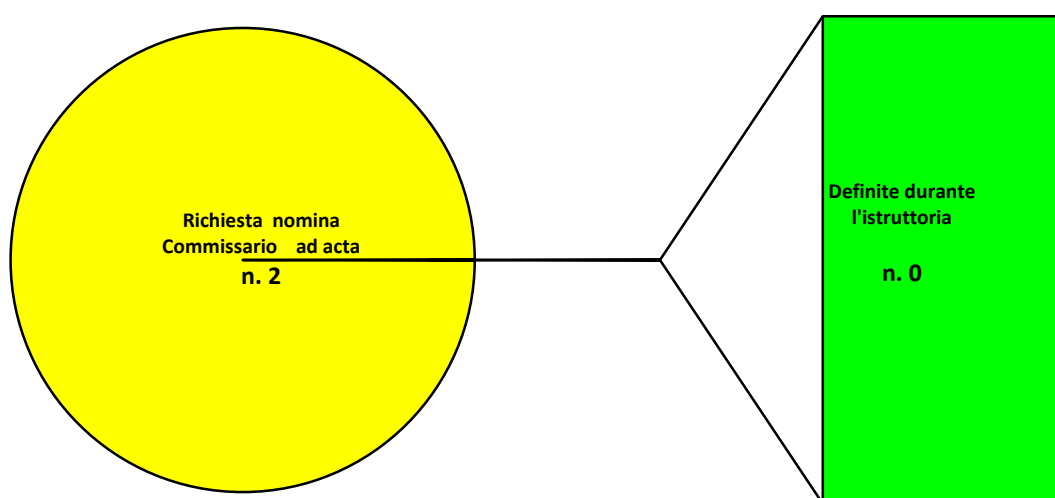 Richiesta nomina
Commissario ad acta
n. 2
Definite durante
l'istruttoria
n. 0